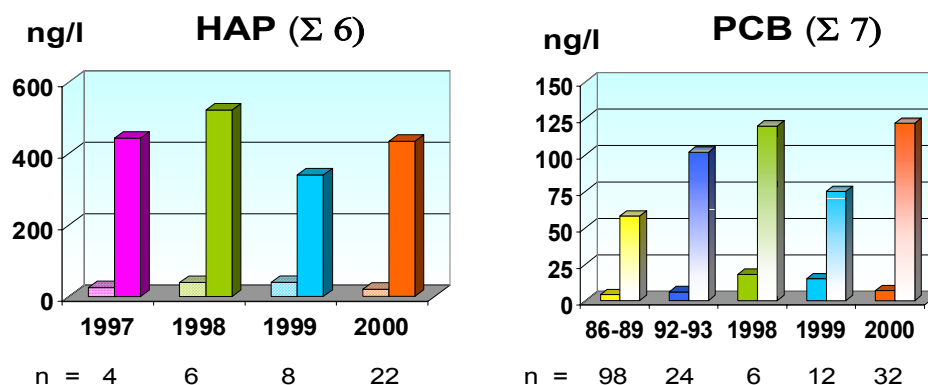 HAP (Σ 6)
ng/l
600
400
200
0
1997 1998 1999 2000
n = 4 6 8 22
PCB (Σ 7)
ng/l
150
125
100
75
50
25
0
86-89 92-93 1998 1999 2000
n = 98 24 6 12 32